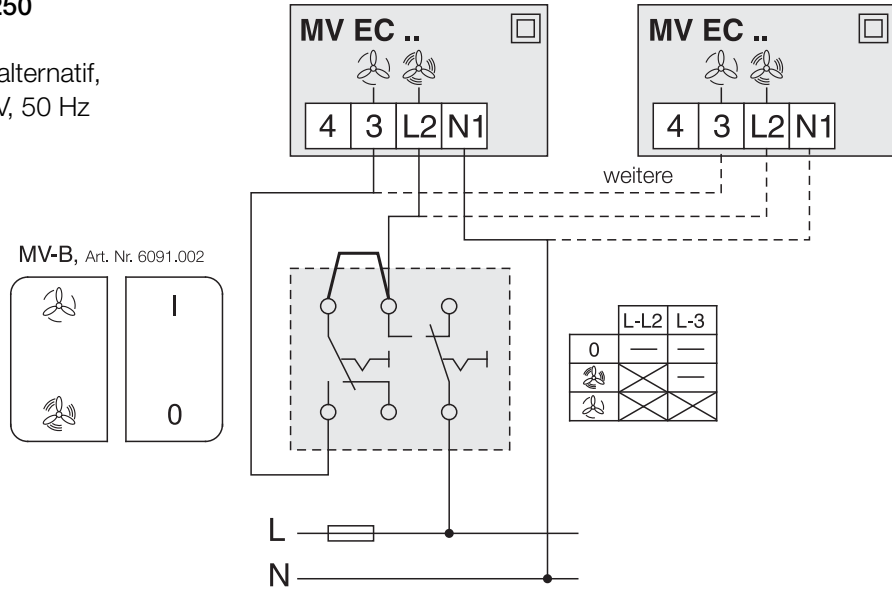 250
alternatif,
V, 50 Hz
MV EC ..
4 3 L2 N1
MV EC ..
4 3 L2 N1
weitere
MV-B, Art. Nr. 6091.002
I
0
L-L2 L-3
0
L
N